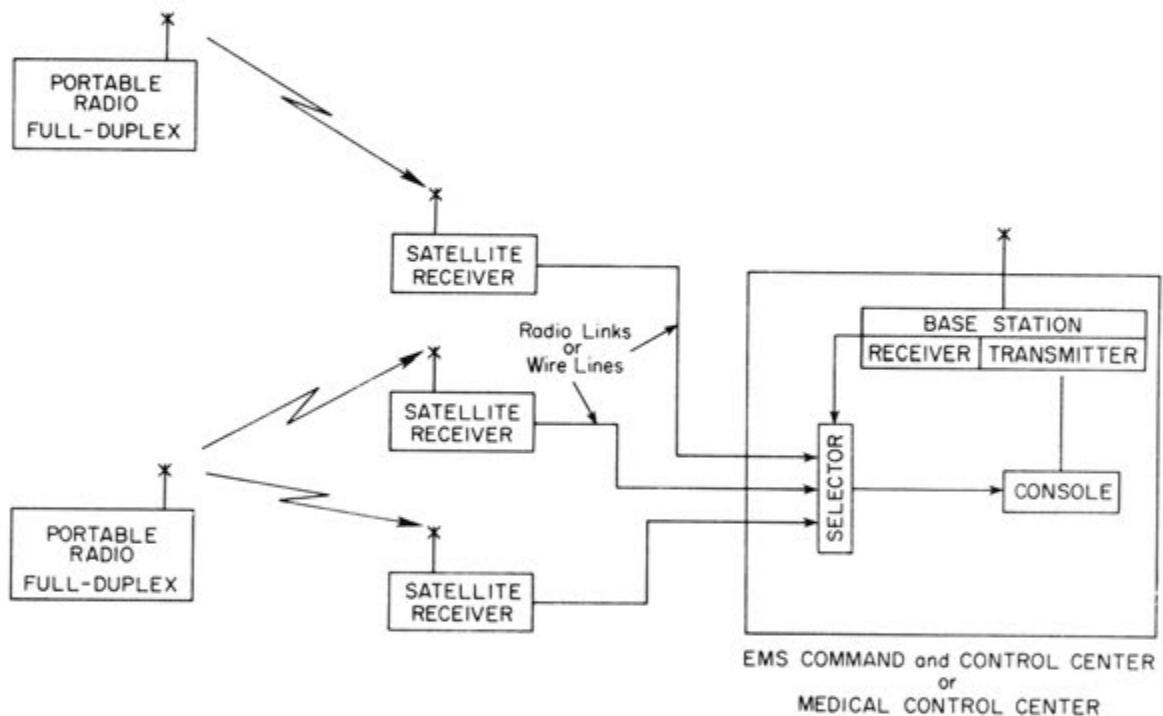 PORTABLE
RADIO
FULL-DUPLEX
SATELLITE
RECEIVER
Radio Links
or
Wire Lines
SATELLITE
RECEIVER
PORTABLE
RADIO
FULL-DUPLEX
SATELLITE
RECEIVER
BASE STATION
RECEIVER
TRANSMITTER
SELECTOR
CONSOLE
EMS COMMAND and CONTROL CENTER
or
MEDICAL CONTROL CENTER